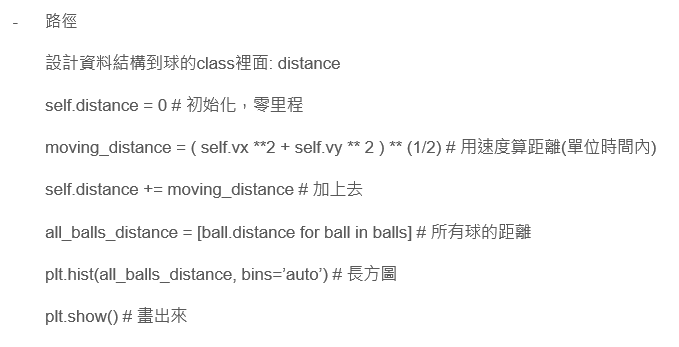 - 路徑
設計資料結構到球的class裡面: distance
self.distance = 0 # 初始化，零里程
moving_distance = ( self.vx **2 + self.vy ** 2 ) ** (1/2) # 用速度算距離(單位時間內)
self.distance += moving_distance # 加上去
all_balls_distance = [ball.distance for ball in balls] # 所有球的距離
plt.hist(all_balls_distance, bins=’auto’) # 長方圖
plt.show() # 畫出來